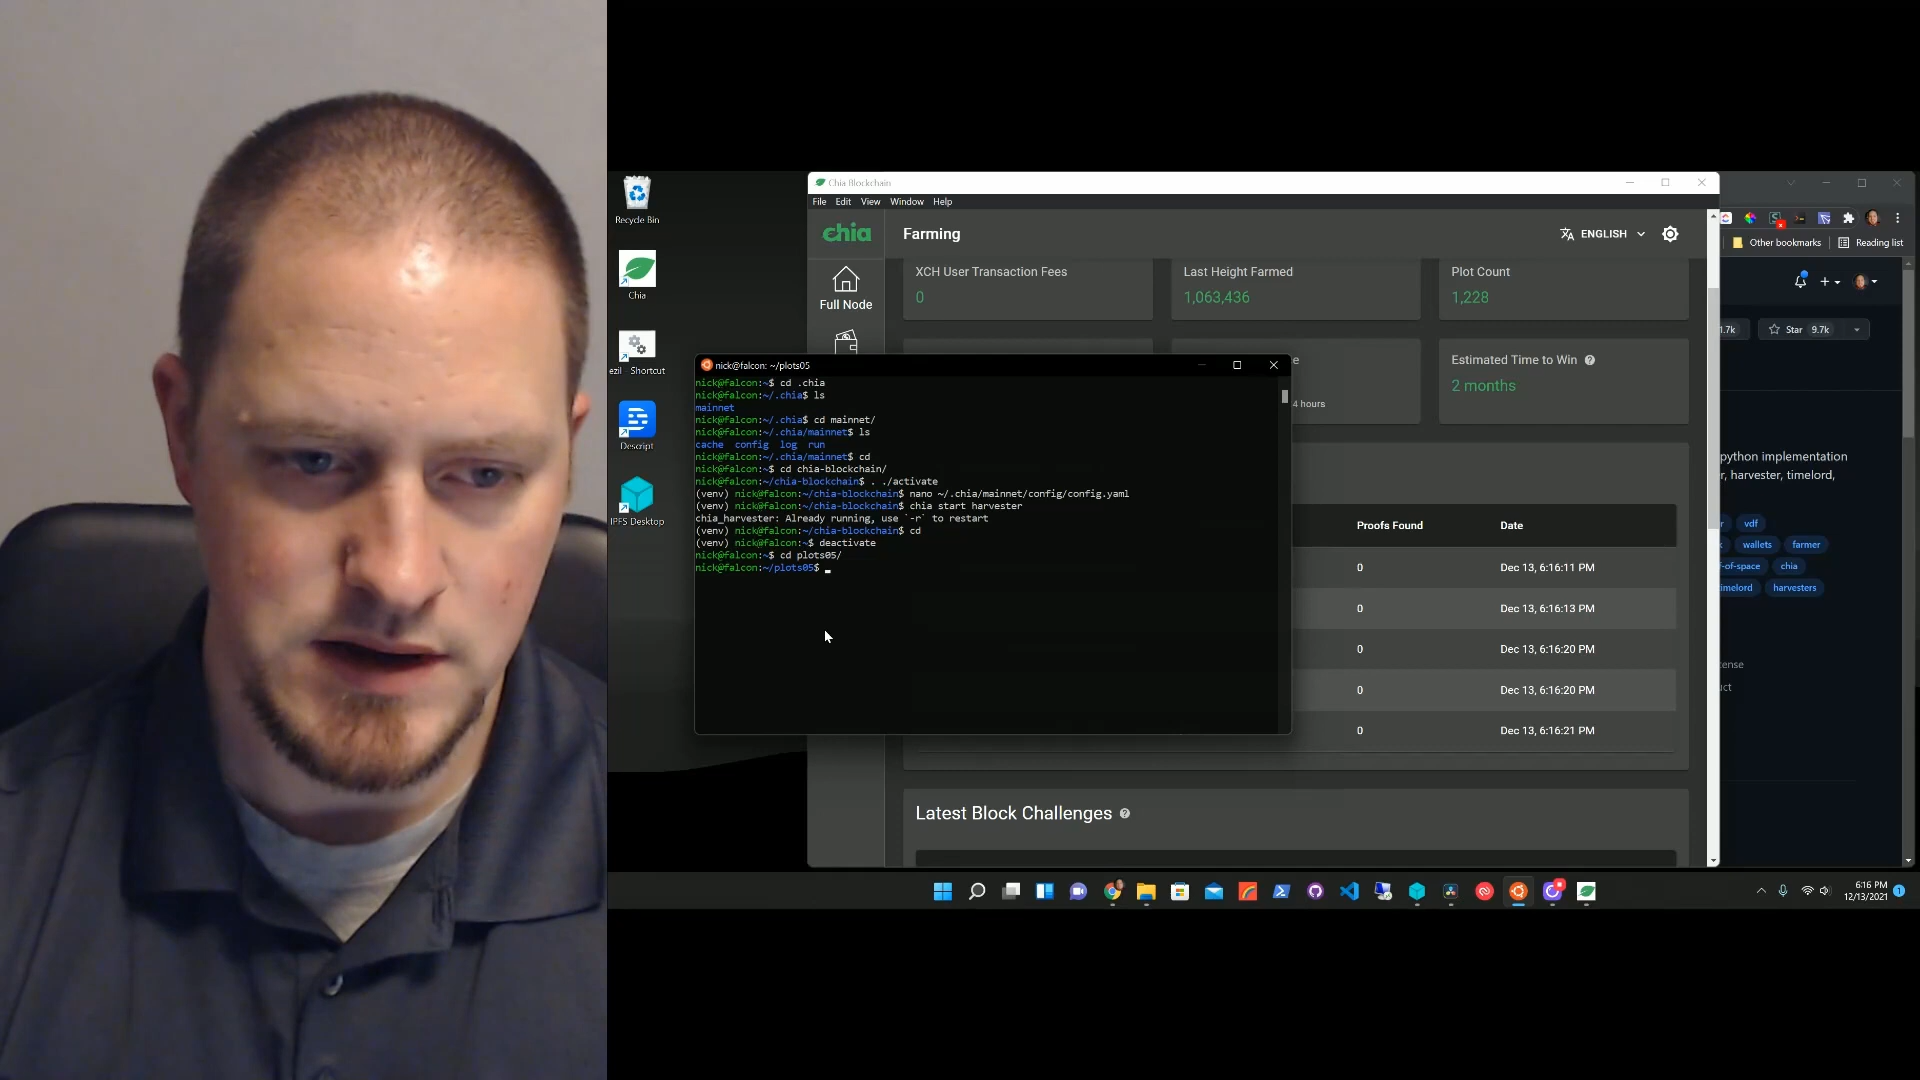 Recycle Bin
Chia
ezil - Shortcut
Descript
IPFS Desktop
Chia Blockchain
File Edit View Window Help
chia
Farming
ENGLISH
Full Node
XCH User Transaction Fees
0
Last Height Farmed
1,063,436
Plot Count
1,228
e
4 hours
Estimated Time to Win
2 months
nick@falcon: ~/plots05
nick@falcon:~$ cd .chia
nick@falcon:~/.chia$ ls
mainnet
nick@falcon:~/.chia$ cd mainnet/
nick@falcon:~/.chia/mainnet$ ls
cache config log run
nick@falcon:~/.chia/mainnet$ cd
nick@falcon:~$ cd chia-blockchain/
nick@falcon:~/chia-blockchain$ . ./activate
(venv) nick@falcon:~/chia-blockchain$ nano ~/.chia/mainnet/config/config.yaml
(venv) nick@falcon:~/chia-blockchain$ chia start harvester
chia_harvester: Already running, use `-r` to restart
(venv) nick@falcon:~/chia-blockchain$ cd
(venv) nick@falcon:~$ deactivate
nick@falcon:~$ cd plots05/
nick@falcon:~/plots05$
Proofs Found Date
0 Dec 13, 6:16:11 PM
0 Dec 13, 6:16:13 PM
0 Dec 13, 6:16:20 PM
0 Dec 13, 6:16:20 PM
0 Dec 13, 6:16:21 PM
Latest Block Challenges
Other bookmarks Reading list
1.7k Star 9.7k
python implementation
r, harvester, timelord,
r vdf
wallets farmer
f-of-space chia
timelord harvesters
cense
uct
6:16 PM
12/13/2021
1